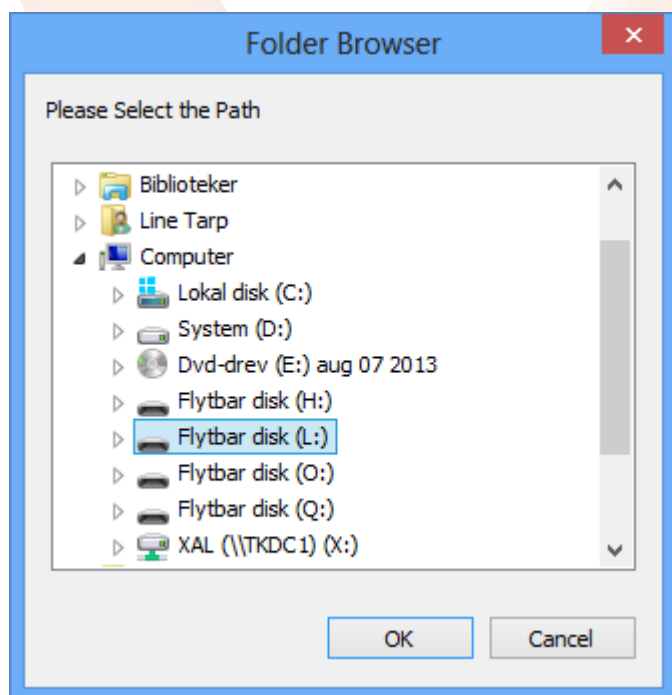 Folder Browser
Please Select the Path
Biblioteker
Line Tarp
Computer
Lokal disk (C:)
System (D:)
Dvd-drev (E:) aug 07 2013
Flytbar disk (H:)
Flytbar disk (L:)
Flytbar disk (O:)
Flytbar disk (Q:)
XAL (\\TKDC1) (X:)
OK Cancel